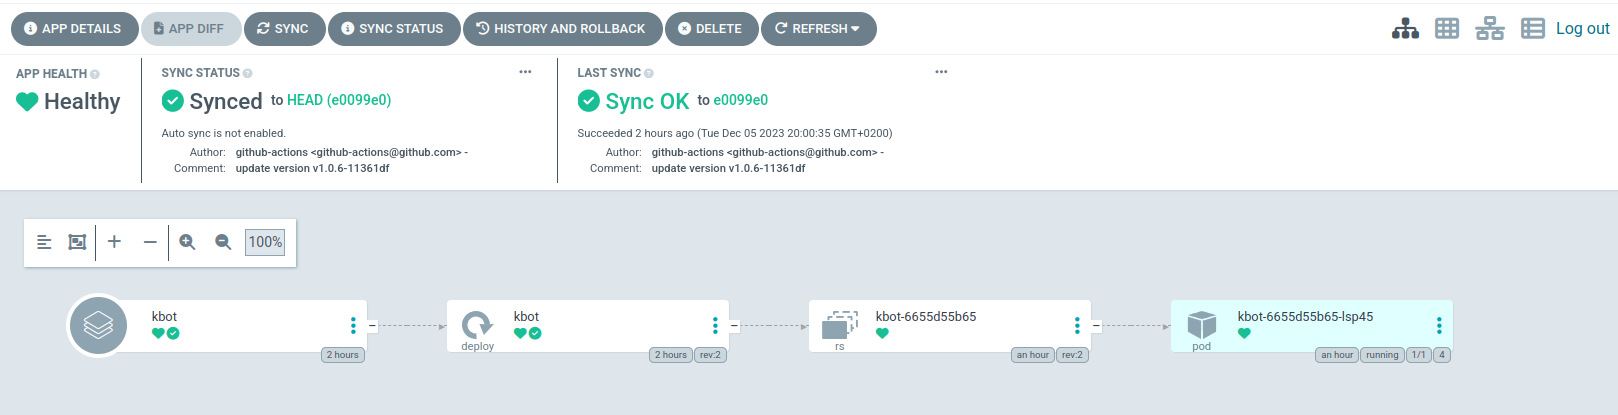 APP DETAILS
APP DIFF
SYNC
SYNC STATUS
HISTORY AND ROLLBACK
DELETE
REFRESH
Log out
APP HEALTH
Healthy
SYNC STATUS
Synced to HEAD (e0099e0)
Auto sync is not enabled.
Author: github-actions <github-actions@github.com> -
Comment: update version v1.0.6-11361df
LAST SYNC
Sync OK to e0099e0
Succeeded 2 hours ago (Tue Dec 05 2023 20:00:35 GMT+0200)
Author: github-actions <github-actions@github.com> -
Comment: update version v1.0.6-11361df
100%
kbot
2 hours
kbot
deploy
2 hours
rev:2
kbot-6655d55b65
rs
an hour
rev:2
kbot-6655d55b65-lsp45
pod
an hour
running
1/1
4